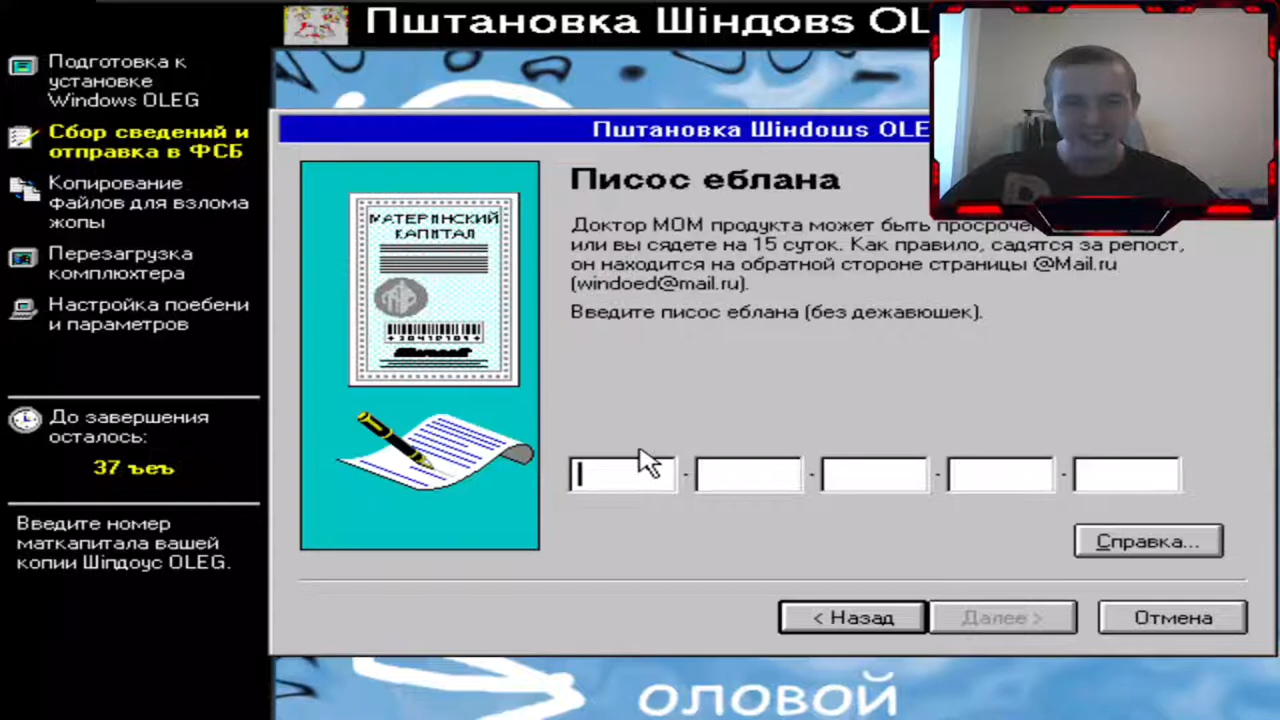 Пштановка Шiндовs OL
Подготовка к
установке
Windows OLEG
Сбор сведений и
отправка в ФСБ
Копирование
файлов для взлома
жопы
Перезагрузка
комплюхтера
Настройка поебени
и параметров
До завершения
осталось:
37 ъеъ
Введите номер
маткапитала вашей
копии Шiпдоус OLEG.
Пштановка Шiнdошs OLE
МАТЕРИНСКИЙ
КАПИТАЛ
Писос еблана
Доктор МОМ продукта может быть просроче
или вы сядете на 15 суток. Как правило, садятся за репост,
он находится на обратной стороне страницы @Mail.ru
(windoed@mail.ru).
Введите писос еблана (без дежавюшек).
- - - -
Справка...
< Назад
Далее >
Отмена
оловой